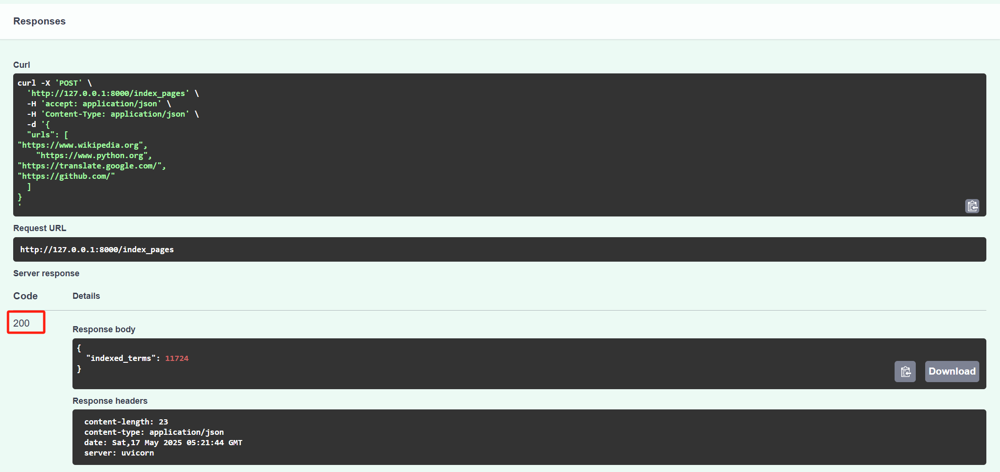 Responses
Curl
curl -X 'POST' \
  'http://127.0.0.1:8000/index_pages' \
  -H 'accept: application/json' \
  -H 'Content-Type: application/json' \
  -d '{
  "urls": [
"https://www.wikipedia.org",
    "https://www.python.org",
"https://translate.google.com/",
"https://github.com/"
  ]
}
'
Request URL
http://127.0.0.1:8000/index_pages
Server response
Code Details
200
Response body
{
  "indexed_terms": 11724
}
Download
Response headers
content-length: 23
content-type: application/json
date: Sat,17 May 2025 05:21:44 GMT
server: uvicorn